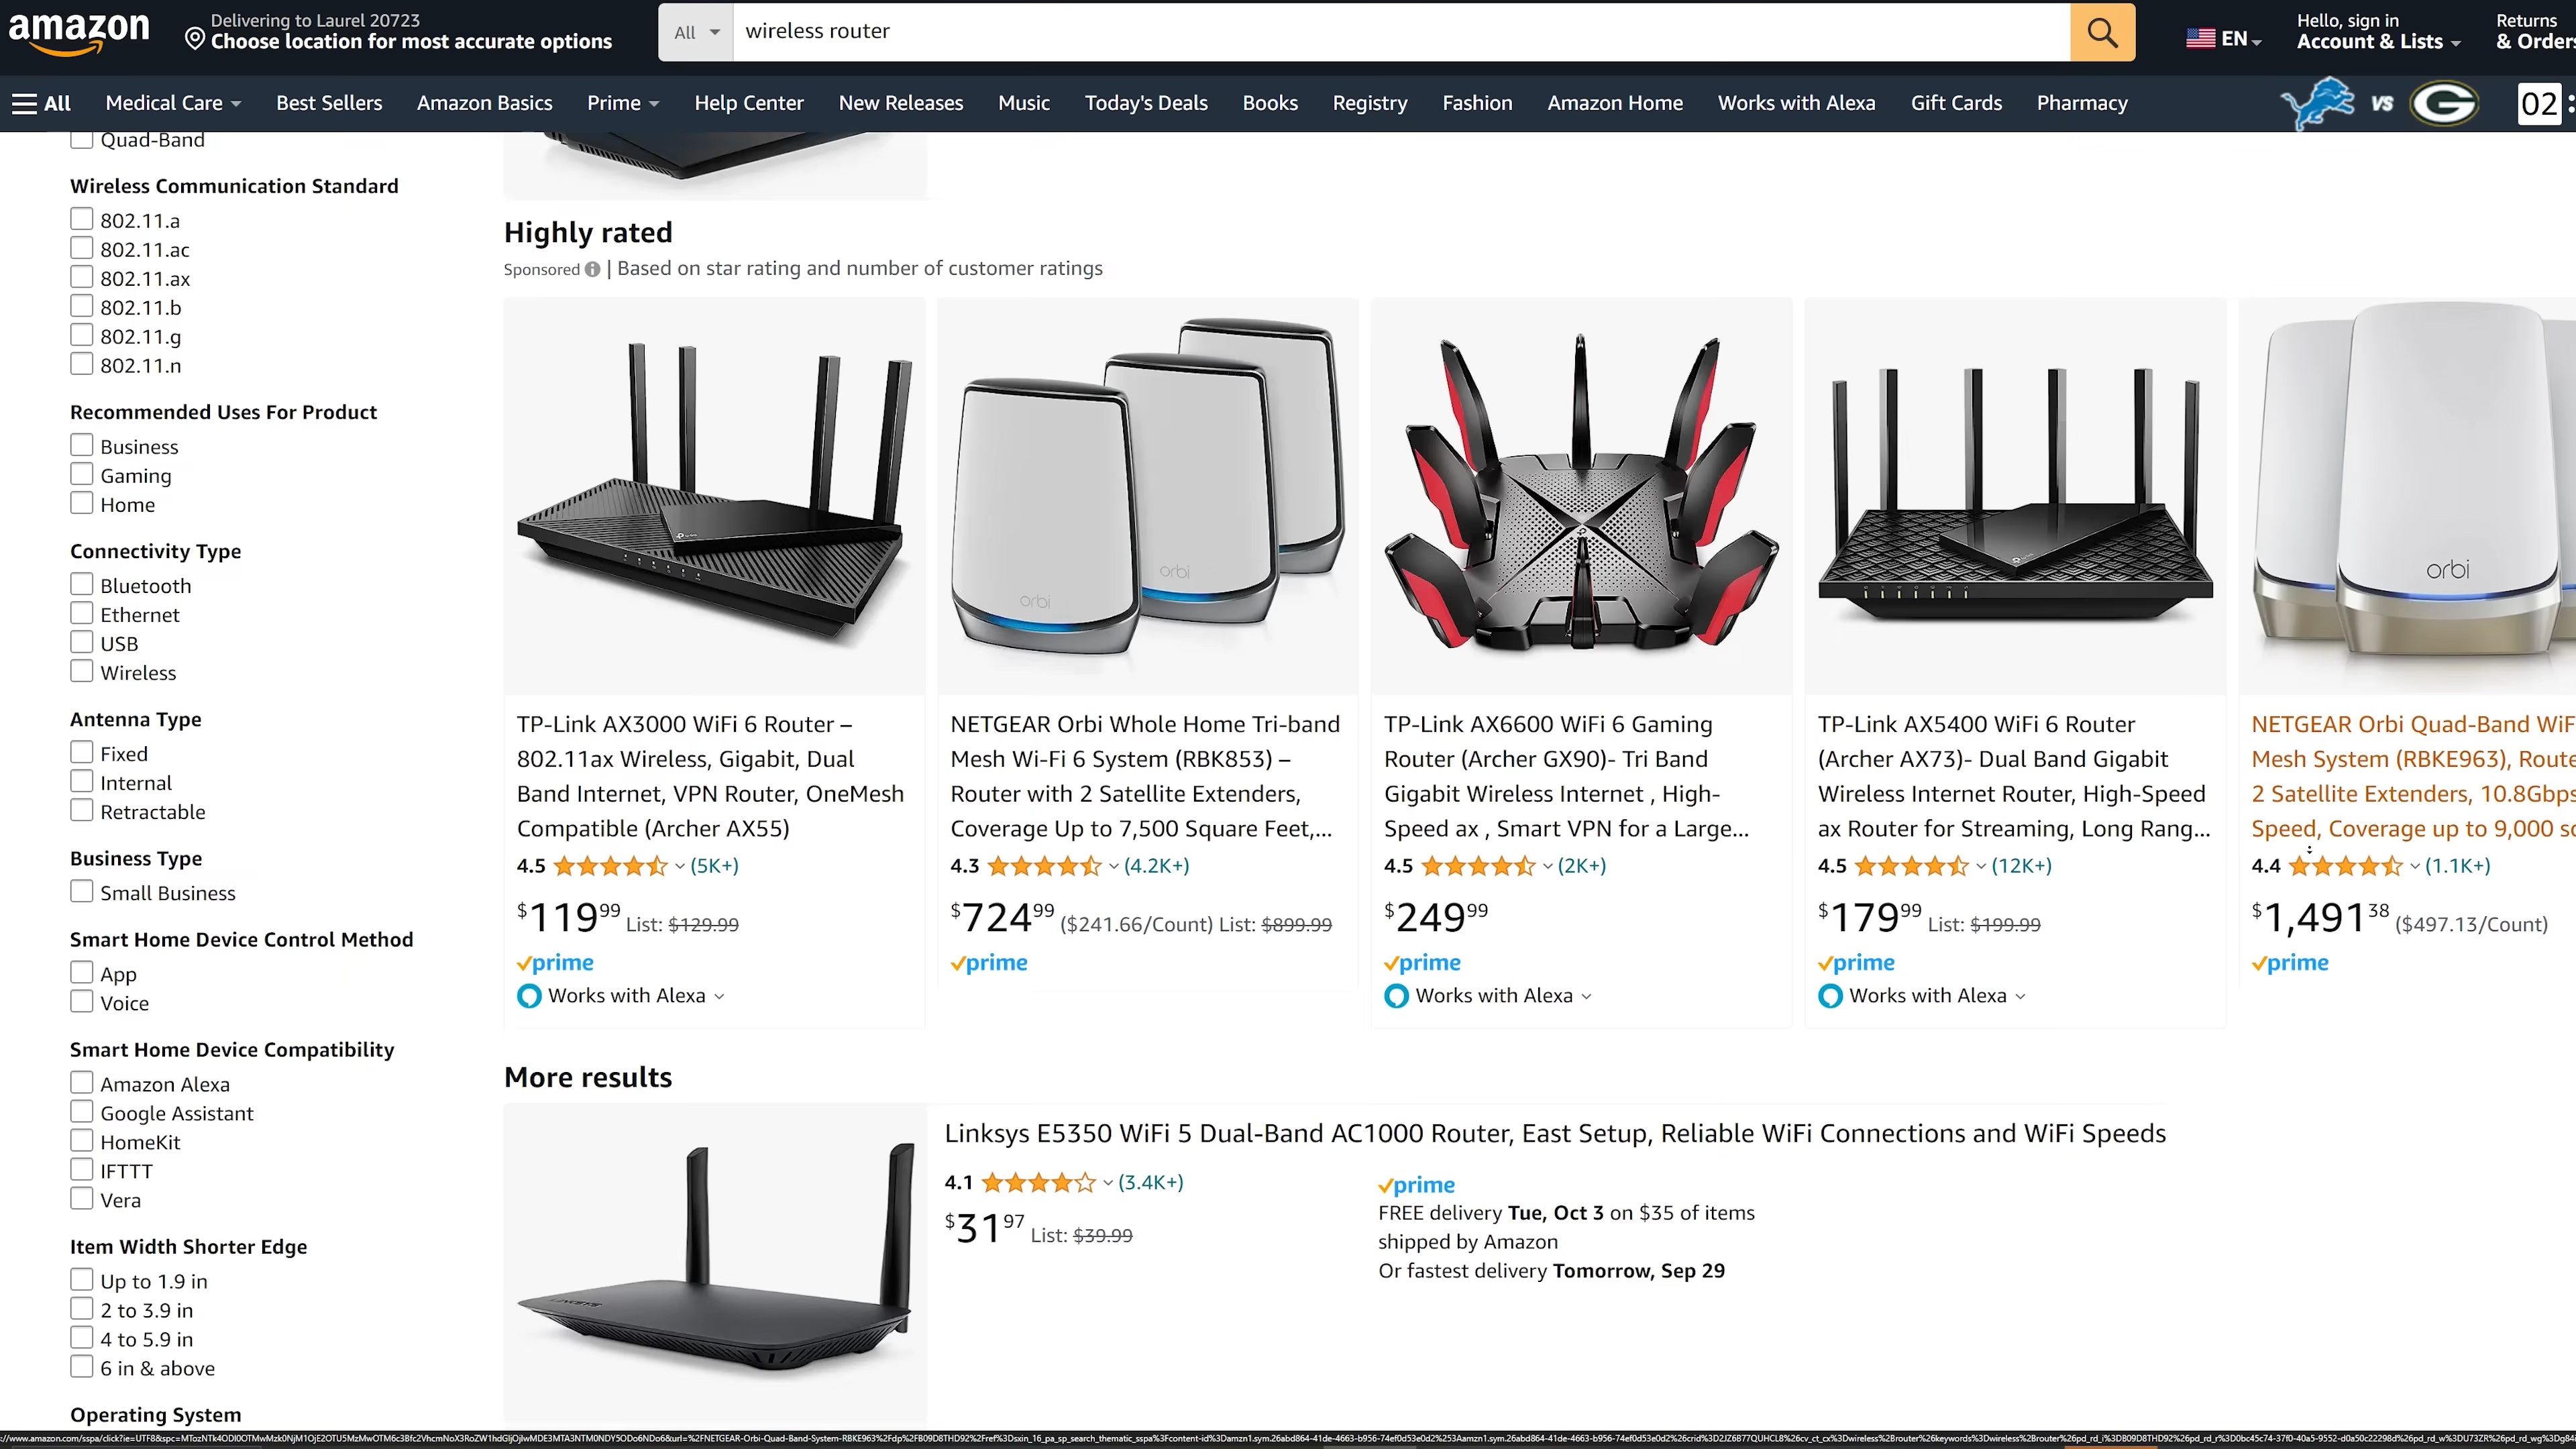 amazon
Delivering to Laurel 20723
Choose location for most accurate options
All
wireless router
EN
Hello, sign in
Account & Lists
Returns
& Orders
All
Medical Care
Best Sellers
Amazon Basics
Prime
Help Center
New Releases
Music
Today's Deals
Books
Registry
Fashion
Amazon Home
Works with Alexa
Gift Cards
Pharmacy
VS
G
02:
Quad-Band
Wireless Communication Standard
802.11.a
802.11.ac
802.11.ax
802.11.b
802.11.g
802.11.n
Recommended Uses For Product
Business
Gaming
Home
Connectivity Type
Bluetooth
Ethernet
USB
Wireless
Antenna Type
Fixed
Internal
Retractable
Business Type
Small Business
Smart Home Device Control Method
App
Voice
Smart Home Device Compatibility
Amazon Alexa
Google Assistant
HomeKit
IFTTT
Vera
Item Width Shorter Edge
Up to 1.9 in
2 to 3.9 in
4 to 5.9 in
6 in & above
Operating System
Highly rated
Sponsored | Based on star rating and number of customer ratings
TP-Link AX3000 WiFi 6 Router –
802.11ax Wireless, Gigabit, Dual
Band Internet, VPN Router, OneMesh
Compatible (Archer AX55)
4.5 (5K+)
$119.99 List: $129.99
prime
Works with Alexa
orbi
orbi
NETGEAR Orbi Whole Home Tri-band
Mesh Wi-Fi 6 System (RBK853) –
Router with 2 Satellite Extenders,
Coverage Up to 7,500 Square Feet,...
4.3 (4.2K+)
$724.99 ($241.66/Count) List: $899.99
prime
TP-Link AX6600 WiFi 6 Gaming
Router (Archer GX90)- Tri Band
Gigabit Wireless Internet , High-
Speed ax , Smart VPN for a Large...
4.5 (2K+)
$249.99
prime
Works with Alexa
TP-Link AX5400 WiFi 6 Router
(Archer AX73)- Dual Band Gigabit
Wireless Internet Router, High-Speed
ax Router for Streaming, Long Rang...
4.5 (12K+)
$179.99 List: $199.99
prime
Works with Alexa
orbi
NETGEAR Orbi Quad-Band WiF
Mesh System (RBKE963), Route
2 Satellite Extenders, 10.8Gbps
Speed, Coverage up to 9,000 sq
4.4 (1.1K+)
$1,491.38 ($497.13/Count)
prime
More results
Linksys E5350 WiFi 5 Dual-Band AC1000 Router, East Setup, Reliable WiFi Connections and WiFi Speeds
4.1 (3.4K+)
$31.97 List: $39.99
prime
FREE delivery Tue, Oct 3 on $35 of items
shipped by Amazon
Or fastest delivery Tomorrow, Sep 29